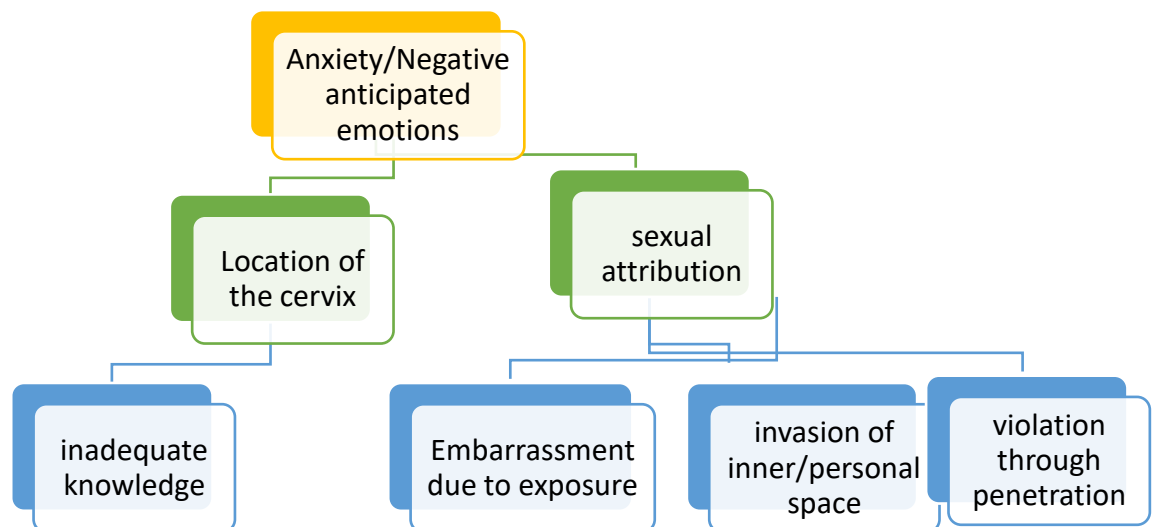 Anxiety/Negative
anticipated
emotions
Location of
the cervix
sexual
attribution
inadequate
knowledge
Embarrassment
due to exposure
invasion of
inner/personal
space
violation
through
penetration